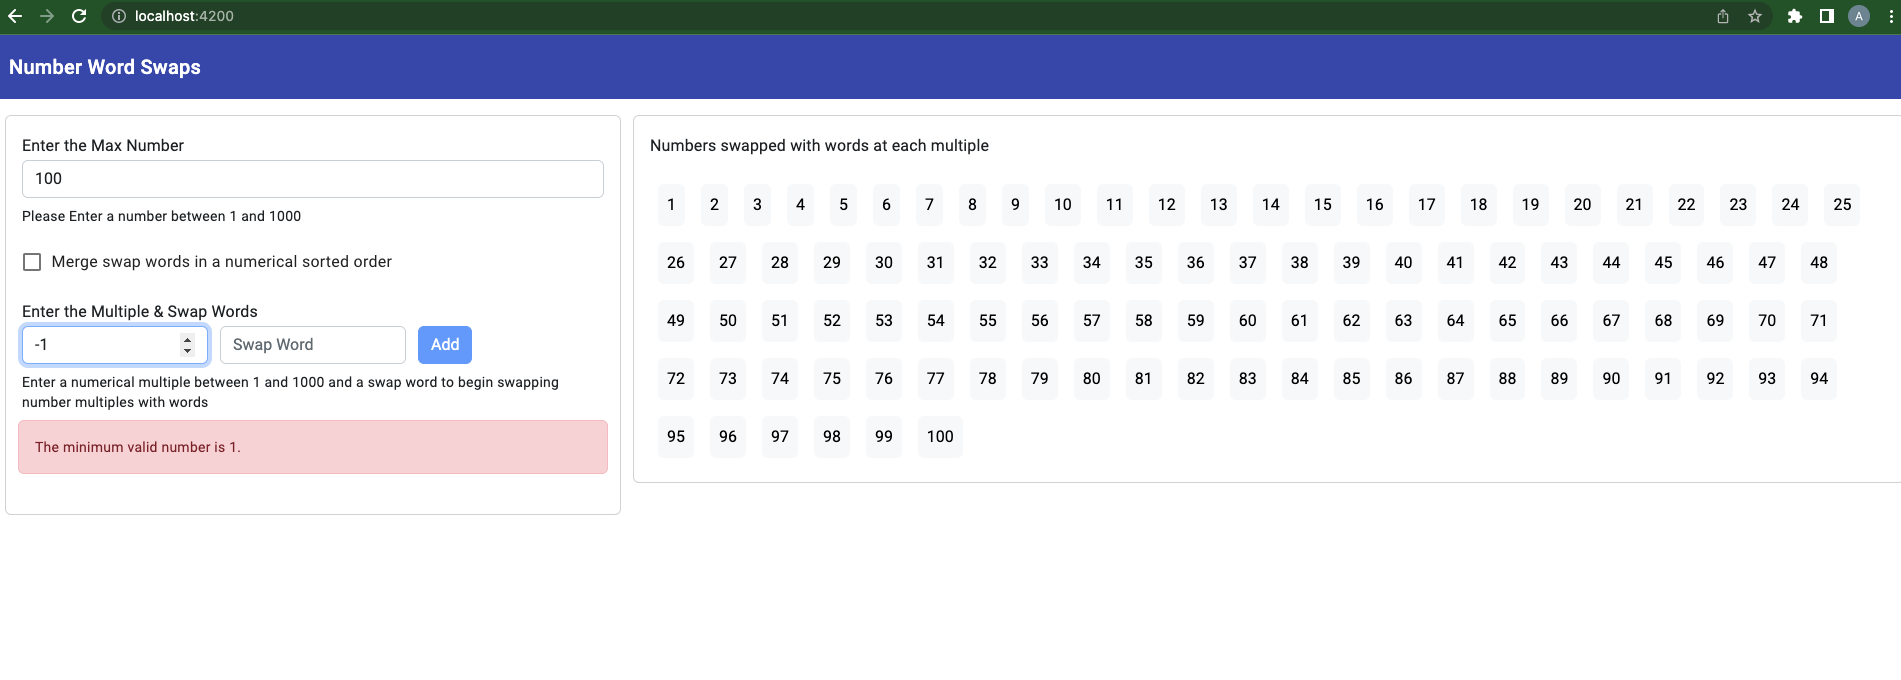 localhost:4200
A
Number Word Swaps
Enter the Max Number
100
Please Enter a number between 1 and 1000
Merge swap words in a numerical sorted order
Enter the Multiple & Swap Words
-1 Swap Word Add
Enter a numerical multiple between 1 and 1000 and a swap word to begin swapping
number multiples with words
The minimum valid number is 1.
Numbers swapped with words at each multiple
1 2 3 4 5 6 7 8 9 10 11 12 13 14 15 16 17 18 19 20 21 22 23 24 25
26 27 28 29 30 31 32 33 34 35 36 37 38 39 40 41 42 43 44 45 46 47 48
49 50 51 52 53 54 55 56 57 58 59 60 61 62 63 64 65 66 67 68 69 70 71
72 73 74 75 76 77 78 79 80 81 82 83 84 85 86 87 88 89 90 91 92 93 94
95 96 97 98 99 100